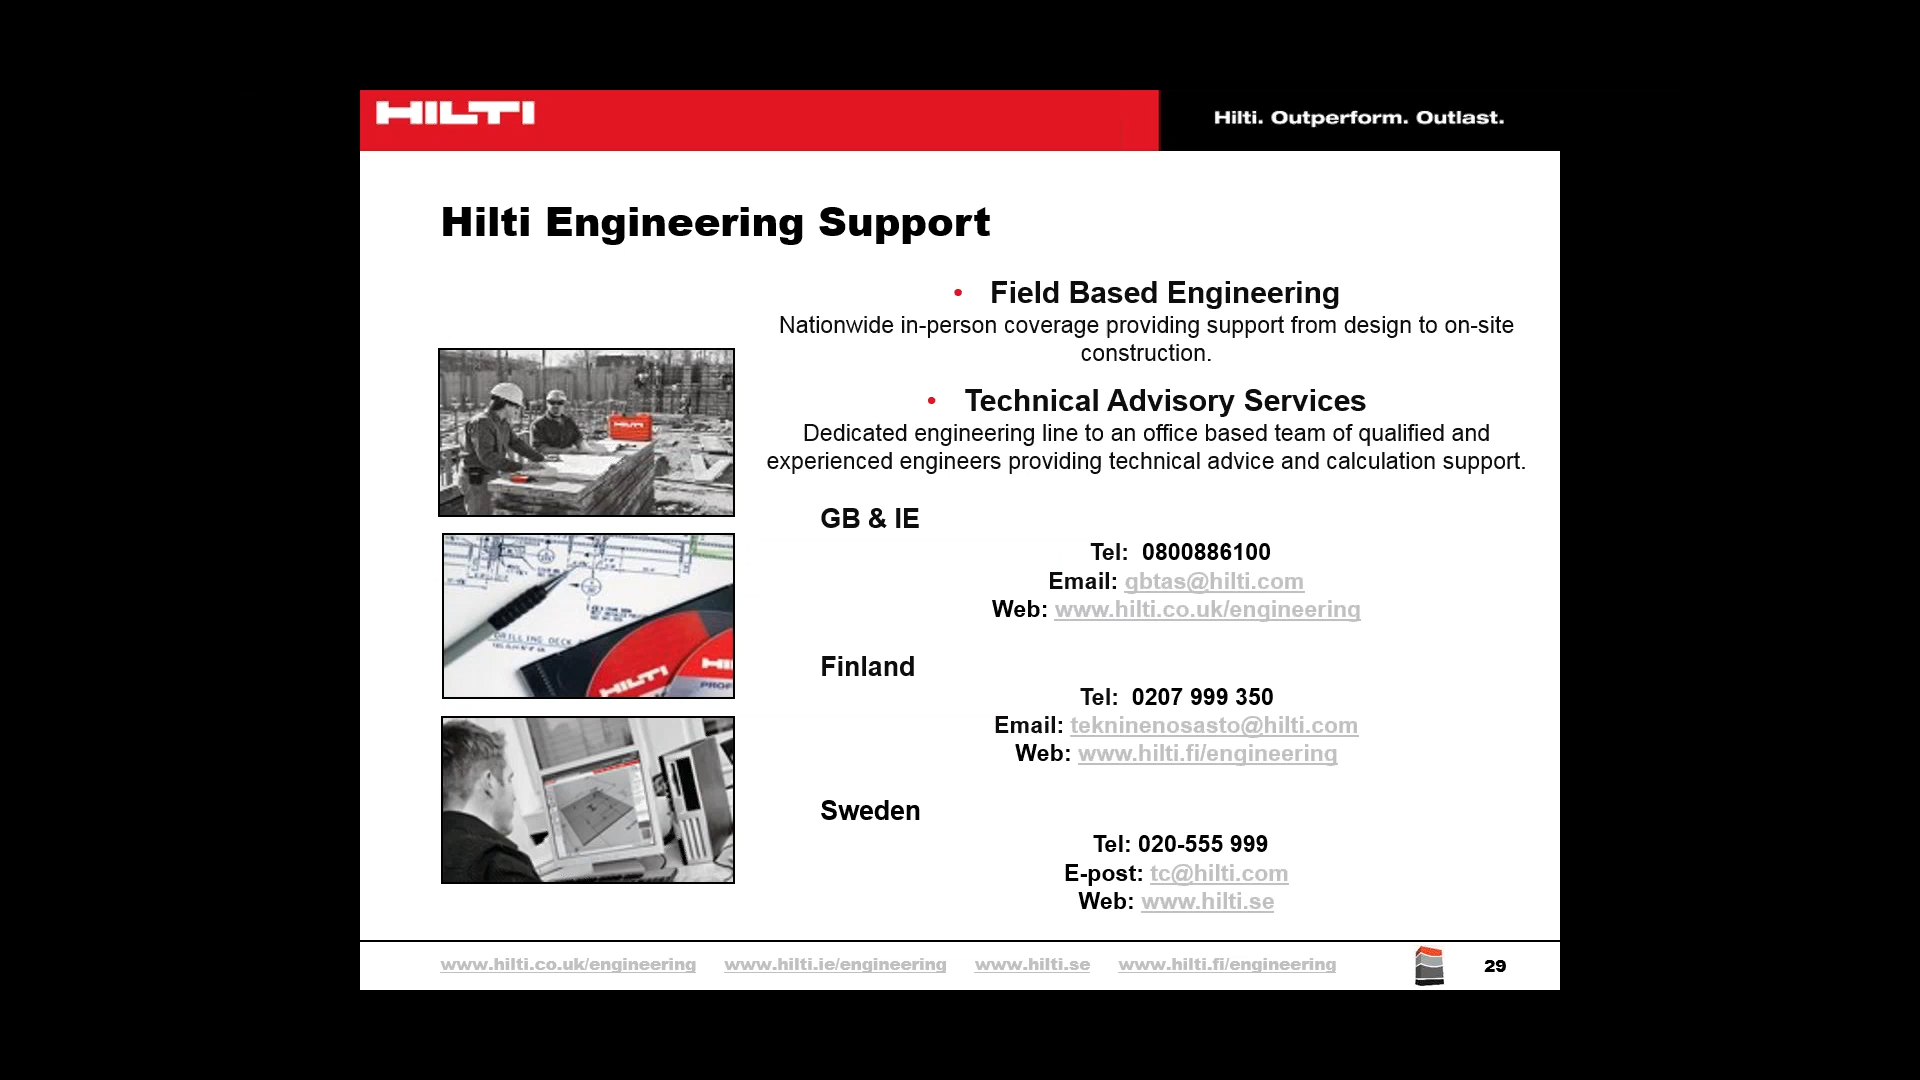 HILTI
Hilti. Outperform. Outlast.
Hilti Engineering Support
• Field Based Engineering
Nationwide in-person coverage providing support from design to on-site
construction.
• Technical Advisory Services
Dedicated engineering line to an office based team of qualified and
experienced engineers providing technical advice and calculation support.
GB & IE
Tel: 0800886100
Email: gbtas@hilti.com
Web: www.hilti.co.uk/engineering
Finland
Tel: 0207 999 350
Email: tekninenosasto@hilti.com
Web: www.hilti.fi/engineering
Sweden
Tel: 020-555 999
E-post: tc@hilti.com
Web: www.hilti.se
HILTI
DRILLING DECK
HILTI
PROF
www.hilti.co.uk/engineering www.hilti.ie/engineering www.hilti.se www.hilti.fi/engineering
29